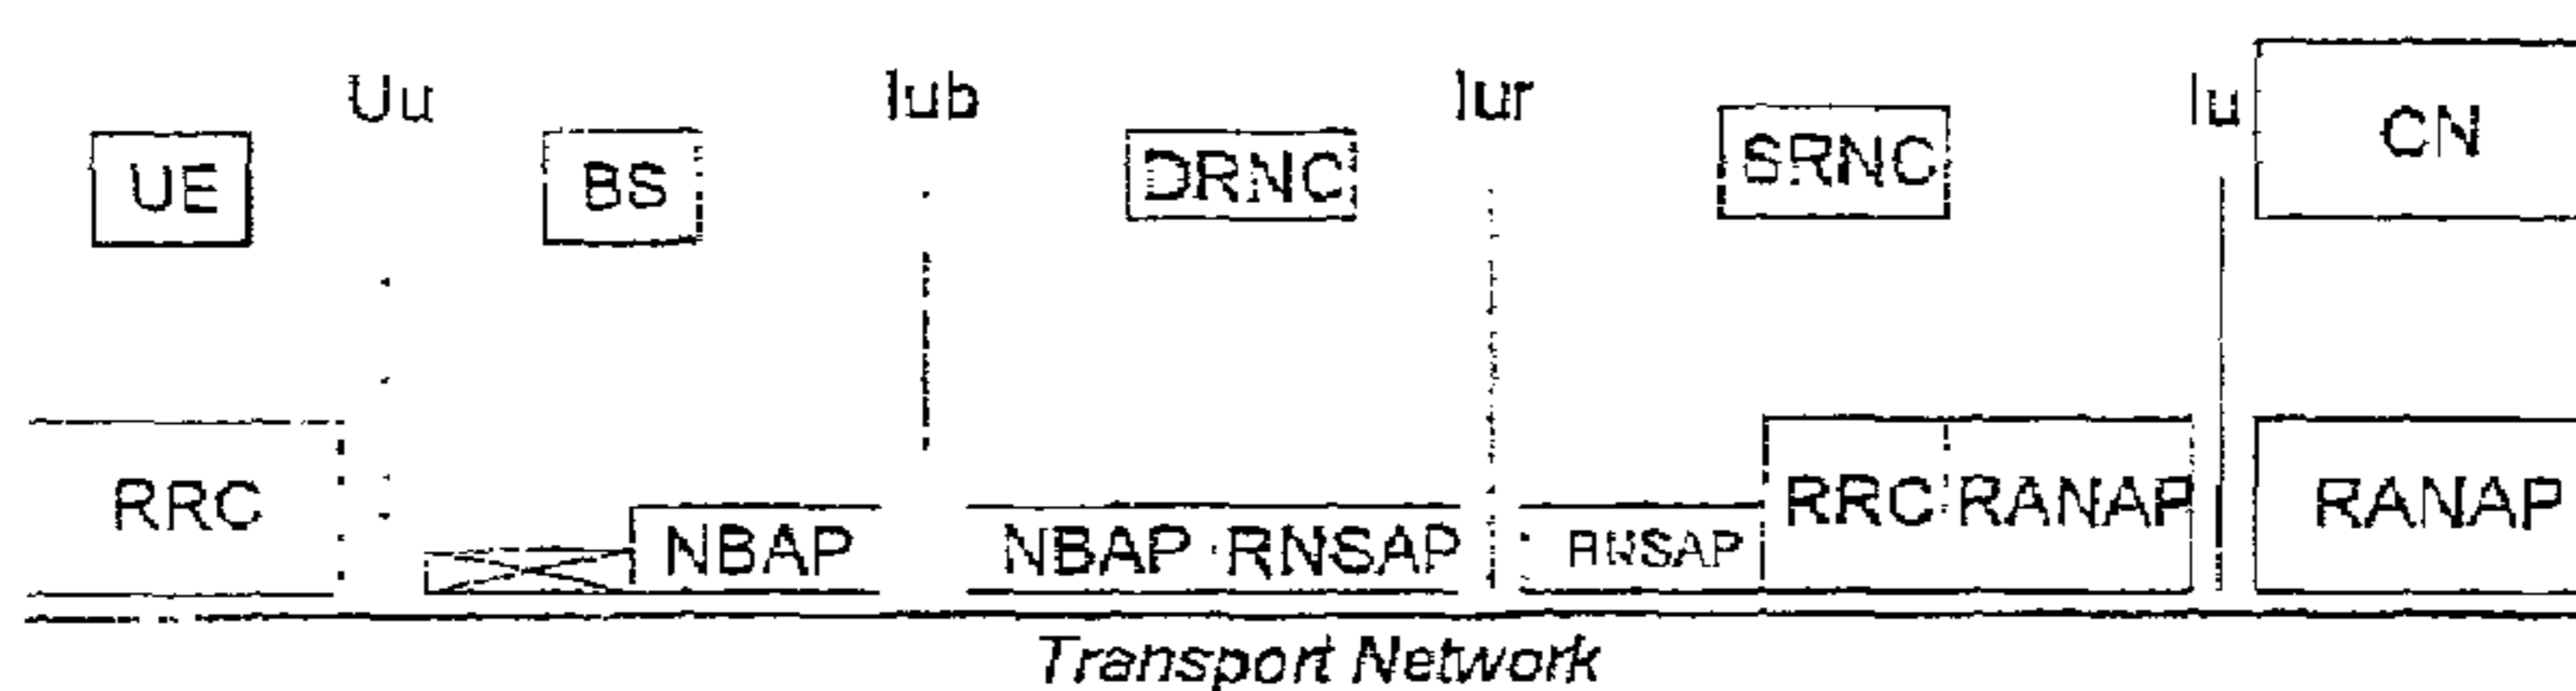 Uu Iub Iur Iu CN
UE BS DRNC SRNC
RRC NBAP NBAP RNSAP RNSAP RRC RANAP RANAP
Transport Network